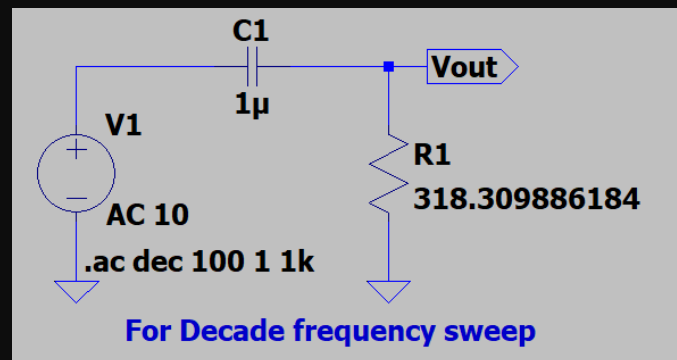 C1
Vout
1µ
V1
R1
318.309886184
AC 10
.ac dec 100 1 1k
For Decade frequency sweep